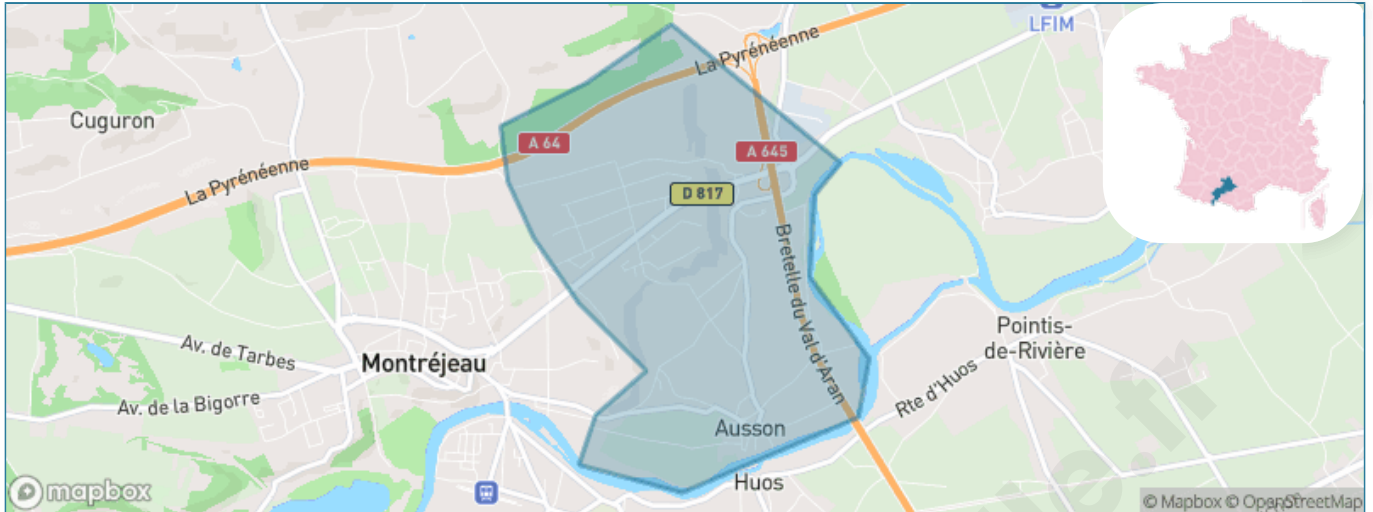 LFIM
La Pyrénéenne
Cuguron
A 64
A 645
La Pyrénéenne
D 817
Bretelle du Val d'Aran
Pointis-
de-Rivière
Av. de Tarbes
Montréjeau
Av. de la Bigorre
Rte d'Huos
Ausson
Huos
mapbox
© Mapbox © OpenStreetMap